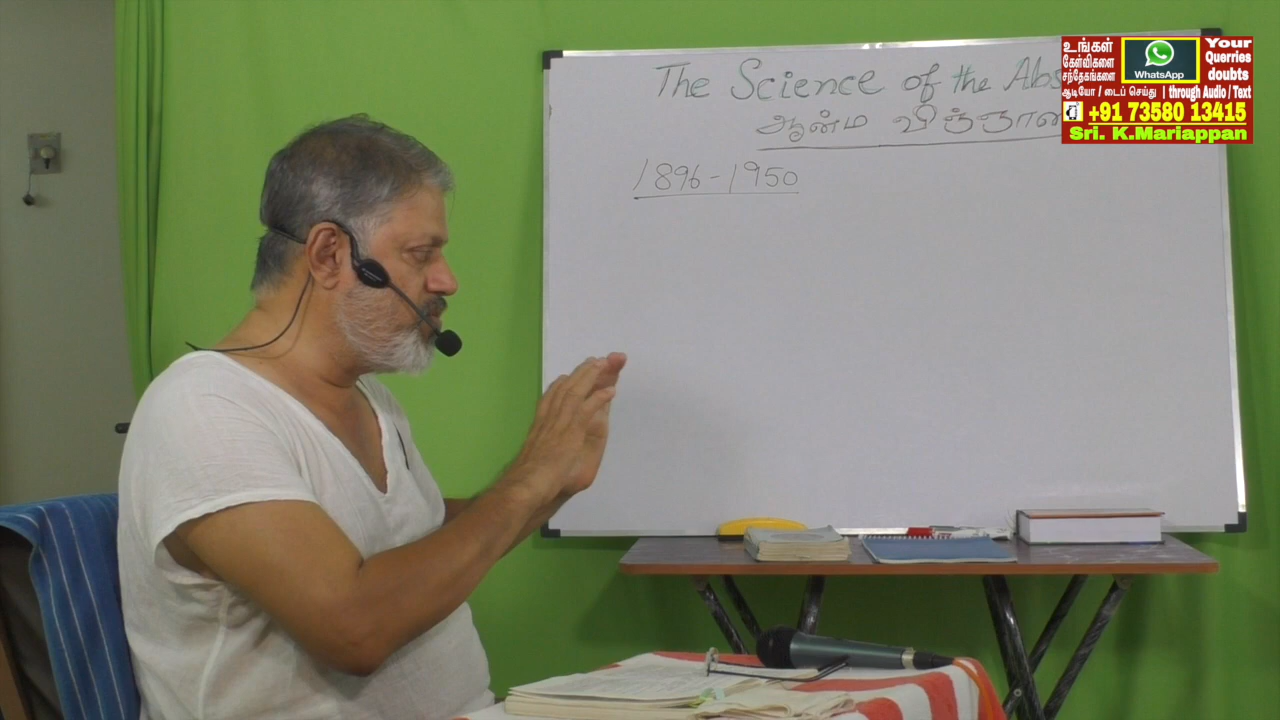 The Science of the Abs
ஆன்ம விஞ்ஞான
1896-1950
உங்கள்
கேள்விகளை
சந்தேகங்களை
WhatsApp
Your
Querries
doubts
ஆடியோ / டைப் செய்து | through Audio / Text
+91 73580 13415
Sri. K.Mariappan